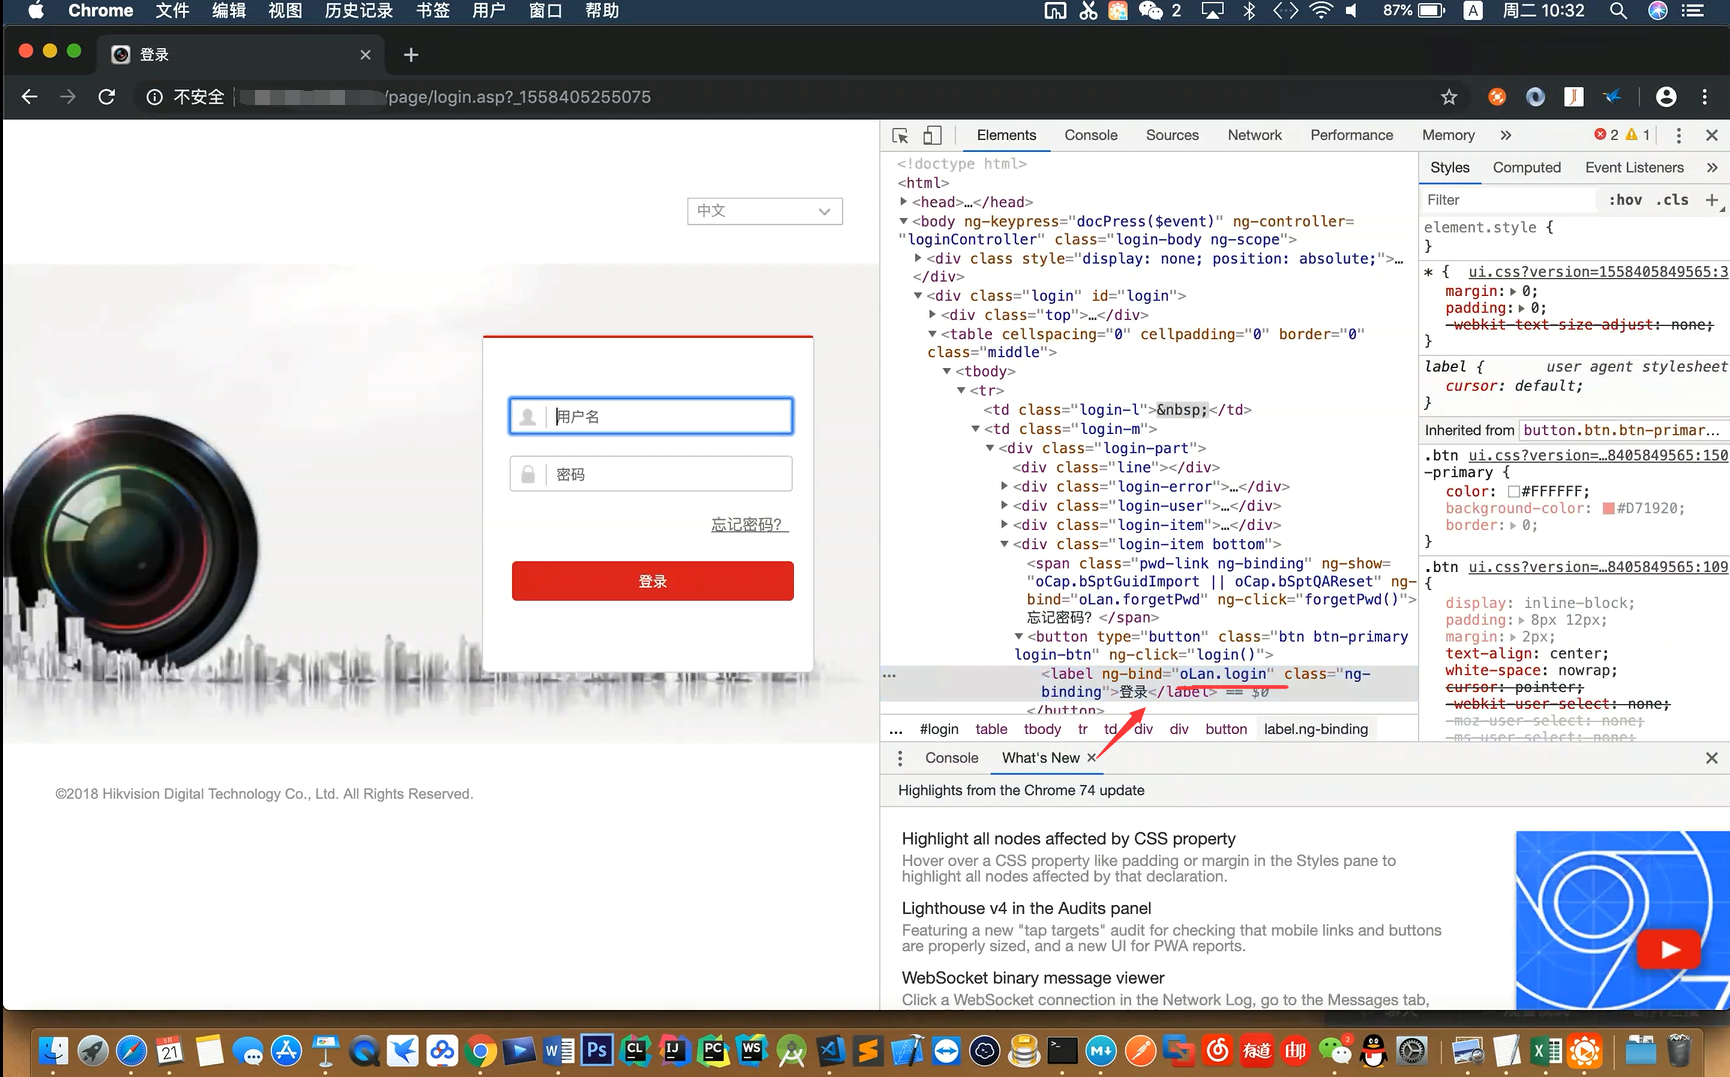 Chrome 文件 编辑 视图 历史记录 书签 用户 窗口 帮助 2 87% A 周二 10:32
登录
不安全 /page/login.asp?_1558405255075
中文
用户名
密码
忘记密码?
登录
©2018 Hikvision Digital Technology Co., Ltd. All Rights Reserved.
Elements Console Sources Network Performance Memory » 2 1
<!doctype html>
<html>
<head>…</head>
<body ng-keypress="docPress($event)" ng-controller=
"loginController" class="login-body ng-scope">
<div class style="display: none; position: absolute;">…
</div>
<div class="login" id="login">
<div class="top">…</div>
<table cellspacing="0" cellpadding="0" border="0"
class="middle">
<tbody>
<tr>
<td class="login-l">&nbsp;</td>
<td class="login-m">
<div class="login-part">
<div class="line"></div>
<div class="login-error">…</div>
<div class="login-user">…</div>
<div class="login-item">…</div>
<div class="login-item bottom">
<span class="pwd-link ng-binding" ng-show=
"oCap.bSptGuidImport || oCap.bSptQAReset" ng-
bind="oLan.forgetPwd" ng-click="forgetPwd()">
忘记密码? </span>
<button type="button" class="btn btn-primary
login-btn" ng-click="login()">
<label ng-bind="oLan.login" class="ng-
binding">登录</label> == $0
</button>
... #login table tbody tr td div div button label.ng-binding
Styles Computed Event Listeners »
Filter :hov .cls +
element.style {
}
* { ui.css?version=1558405849565:3
margin: 0;
padding: 0;
-webkit-text-size-adjust: none;
}
label { user agent stylesheet
cursor: default;
}
Inherited from button.btn.btn-primar…
.btn ui.css?version=…8405849565:150
-primary {
color: #FFFFFF;
background-color: #D71920;
border: 0;
}
.btn ui.css?version=…8405849565:109
{
display: inline-block;
padding: 8px 12px;
margin: 2px;
text-align: center;
white-space: nowrap;
cursor: pointer;
-webkit-user-select: none;
-moz-user-select: none;
-ms-user-select: none;
Console What's New ×
Highlights from the Chrome 74 update
Highlight all nodes affected by CSS property
Hover over a CSS property like padding or margin in the Styles pane to
highlight all nodes affected by that declaration.
Lighthouse v4 in the Audits panel
Featuring a new "tap targets" audit for checking that mobile links and buttons
are properly sized, and a new UI for PWA reports.
WebSocket binary message viewer
Click a WebSocket connection in the Network Log, go to the Messages tab,
21 W Ps CL IJ PC WS M 有道 邮 2 X